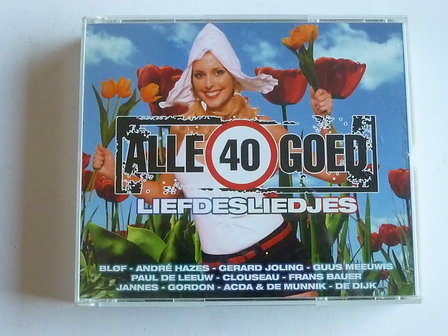 ALLE 40 GOED
LIEFDESLIEDJES
BLØF - ANDRÉ HAZES - GERARD JOLING - GUUS MEEUWIS
PAUL DE LEEUW - CLOUSEAU - FRANS BAUER
JANNES - GORDON - ACDA & DE MUNNIK - DE DIJK